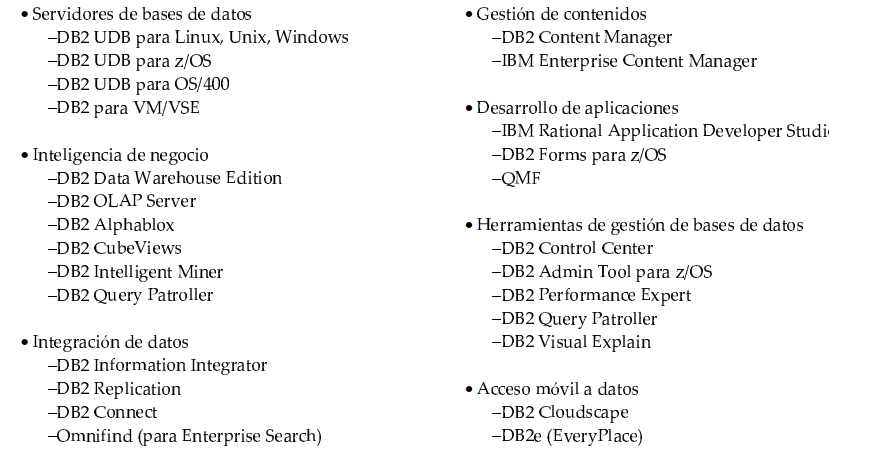 • Servidores de bases de datos
–DB2 UDB para Linux, Unix, Windows
–DB2 UDB para z/OS
–DB2 UDB para OS/400
–DB2 para VM/VSE
• Inteligencia de negocio
–DB2 Data Warehouse Edition
–DB2 OLAP Server
–DB2 Alphablox
–DB2 CubeViews
–DB2 Intelligent Miner
–DB2 Query Patroller
• Integración de datos
–DB2 Information Integrator
–DB2 Replication
–DB2 Connect
–Omnifind (para Enterprise Search)
• Gestión de contenidos
–DB2 Content Manager
–IBM Enterprise Content Manager
• Desarrollo de aplicaciones
–IBM Rational Application Developer Studi
–DB2 Forms para z/OS
–QMF
• Herramientas de gestión de bases de datos
–DB2 Control Center
–DB2 Admin Tool para z/OS
–DB2 Performance Expert
–DB2 Query Patroller
–DB2 Visual Explain
• Acceso móvil a datos
–DB2 Cloudscape
–DB2e (EveryPlace)